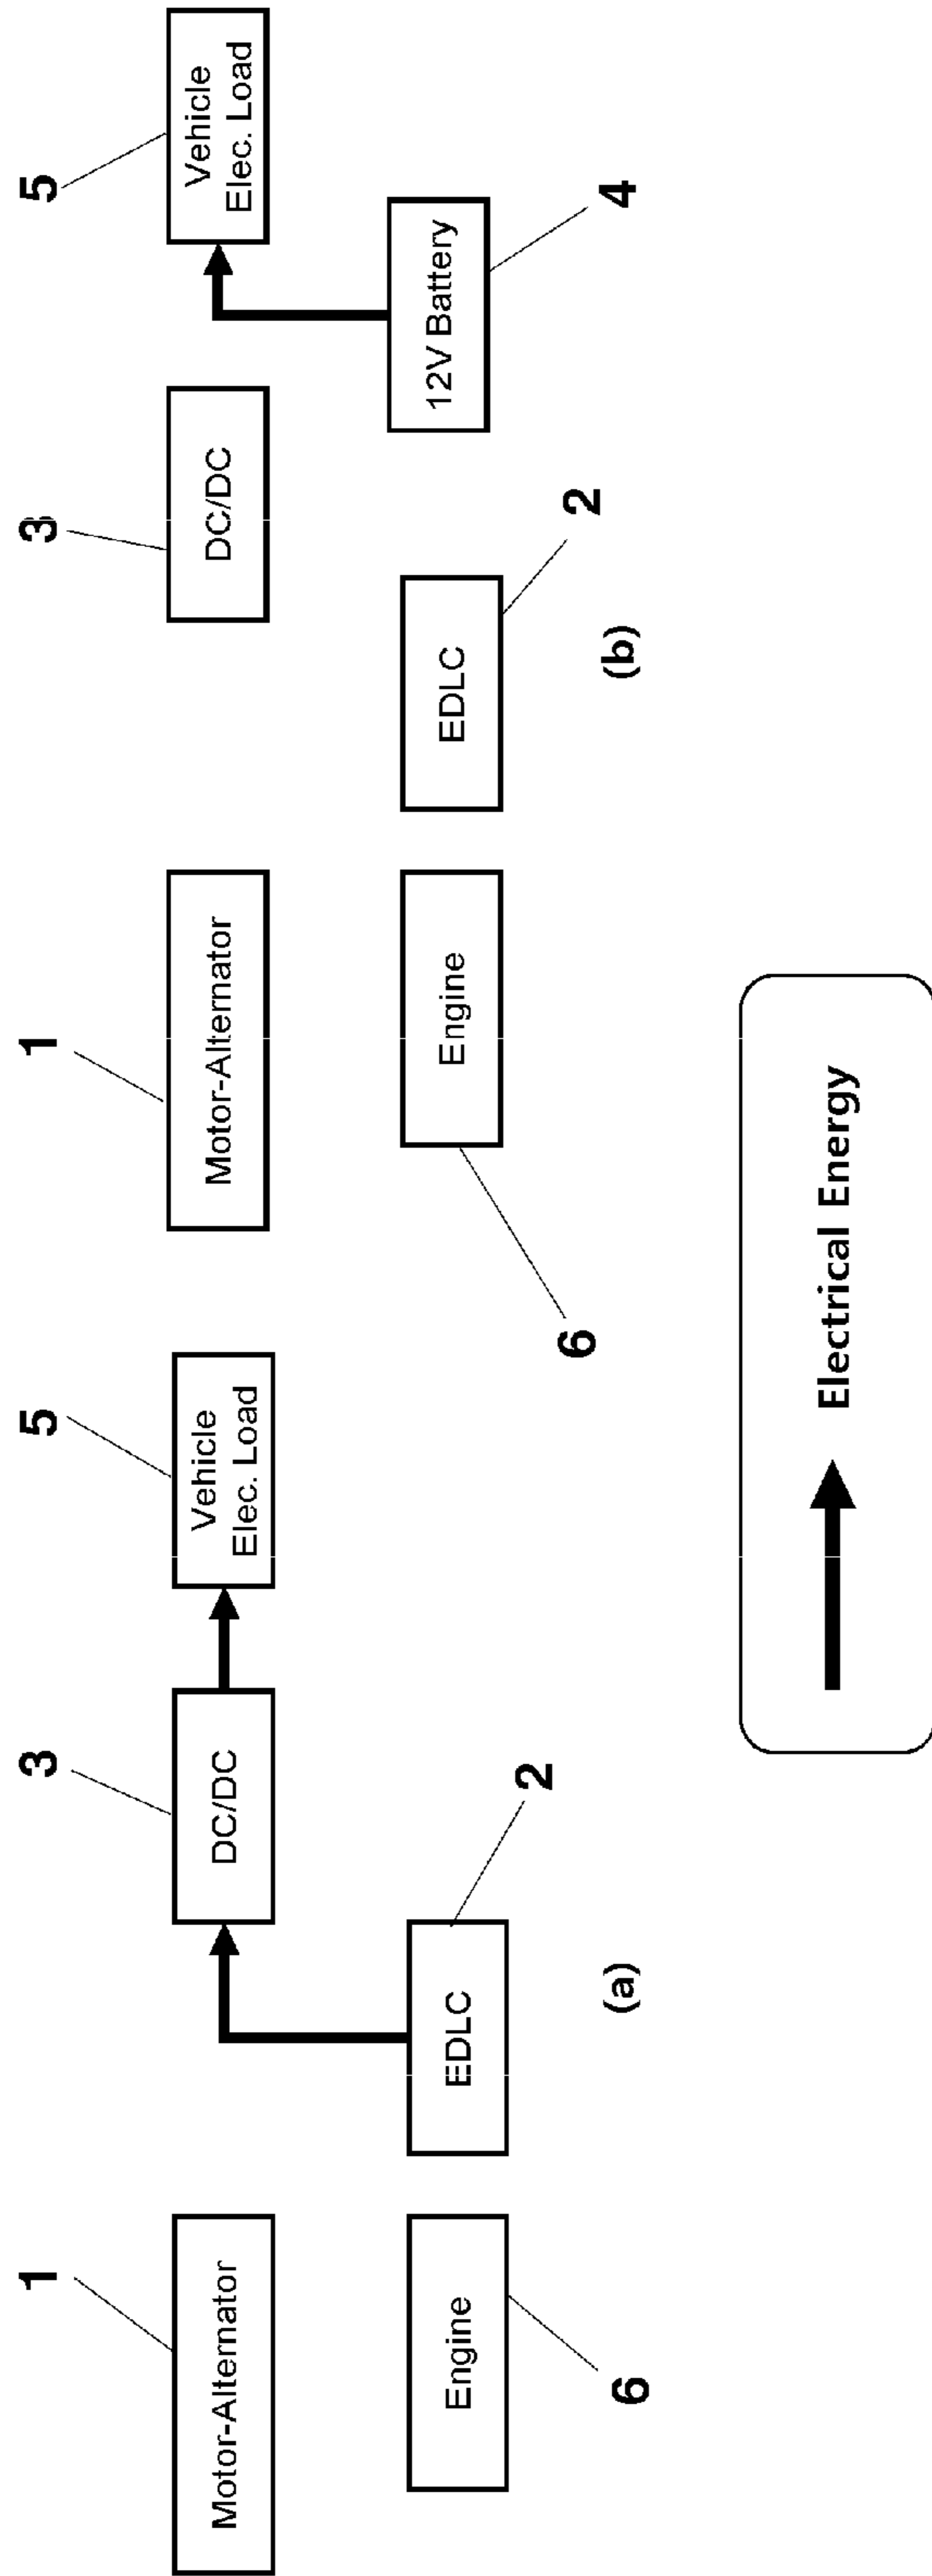 1
3
5
Motor-Alternator
DC/DC
Vehicle
Elec. Load
Engine
EDLC
2
6
(a)
1
3
5
Motor-Alternator
DC/DC
Vehicle
Elec. Load
Engine
EDLC
12V Battery
6
2
4
(b)
Electrical Energy